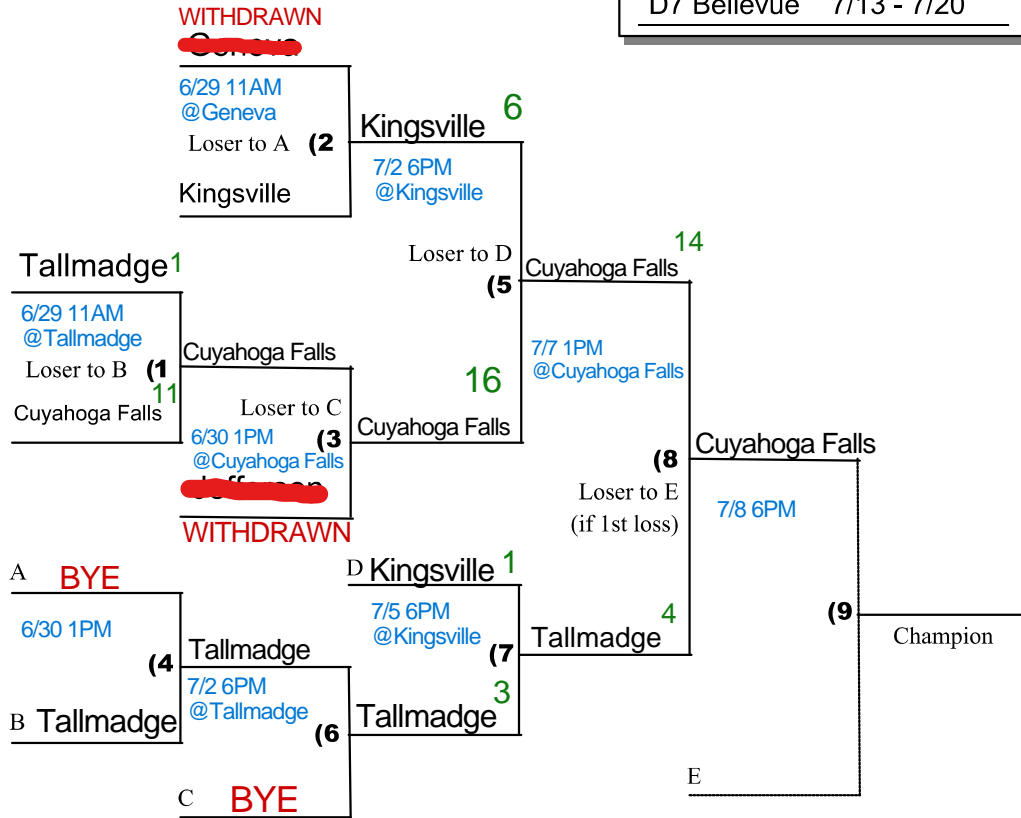 D7 Bellevue 7/13 - 7/20
WITHDRAWN
6/29 11AM
@Geneva
Loser to A (2
Kingsville
Kingsville 6
7/2 6PM
@Kingsville
Loser to D
(5
Tallmadge 1
6/29 11AM
@Tallmadge
Loser to B (1
11
Cuyahoga Falls
Cuyahoga Falls
Loser to C
(3
6/30 1PM
@Cuyahoga Falls
WITHDRAWN
16
Cuyahoga Falls
14
Cuyahoga Falls
7/7 1PM
@Cuyahoga Falls
(8
Loser to E
(if 1st loss)
Cuyahoga Falls
7/8 6PM
(9
Champion
E
A BYE
6/30 1PM
(4
B Tallmadge
Tallmadge
7/2 6PM
@Tallmadge
(6
C BYE
D Kingsville 1
7/5 6PM
@Kingsville
(7
3
Tallmadge
4
Tallmadge